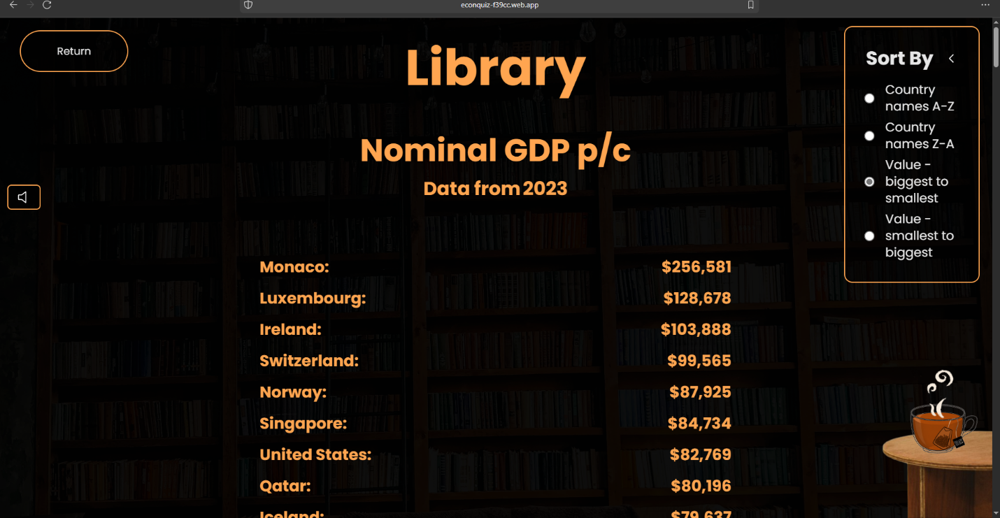 econquiz-f39cc.web.app
Return
Library
Nominal GDP p/c
Data from 2023
Sort By
Country
names A-Z
Country
names Z-A
Value -
biggest to
smallest
Value -
smallest to
biggest
Monaco: $256,581
Luxembourg: $128,678
Ireland: $103,888
Switzerland: $99,565
Norway: $87,925
Singapore: $84,734
United States: $82,769
Qatar: $80,196
Iceland: $79,637